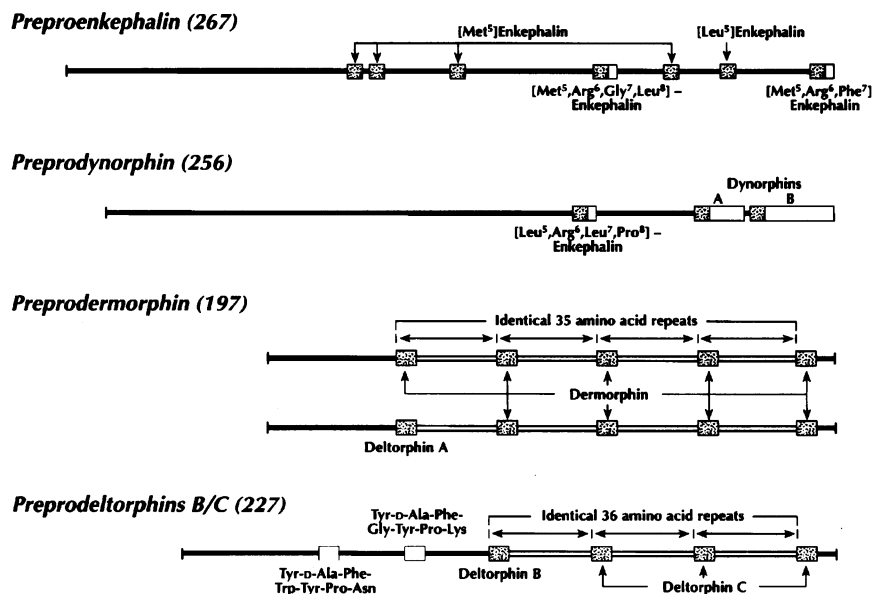 Preproenkephalin (267)
[Met⁵]Enkephalin
[Leu⁵]Enkephalin
[Met⁵,Arg⁶,Gly⁷,Leu⁸] –
Enkephalin
[Met⁵,Arg⁶,Phe⁷]
Enkephalin
Preprodynorphin (256)
Dynorphins
A B
[Leu⁵,Arg⁶,Leu⁷,Pro⁸] –
Enkephalin
Preprodermorphin (197)
Identical 35 amino acid repeats
Dermorphin
Deltorphin A
Preprodeltorphins B/C (227)
Tyr-D-Ala-Phe-
Gly-Tyr-Pro-Lys
Identical 36 amino acid repeats
Tyr-D-Ala-Phe-
Trp-Tyr-Pro-Asn
Deltorphin B
Deltorphin C